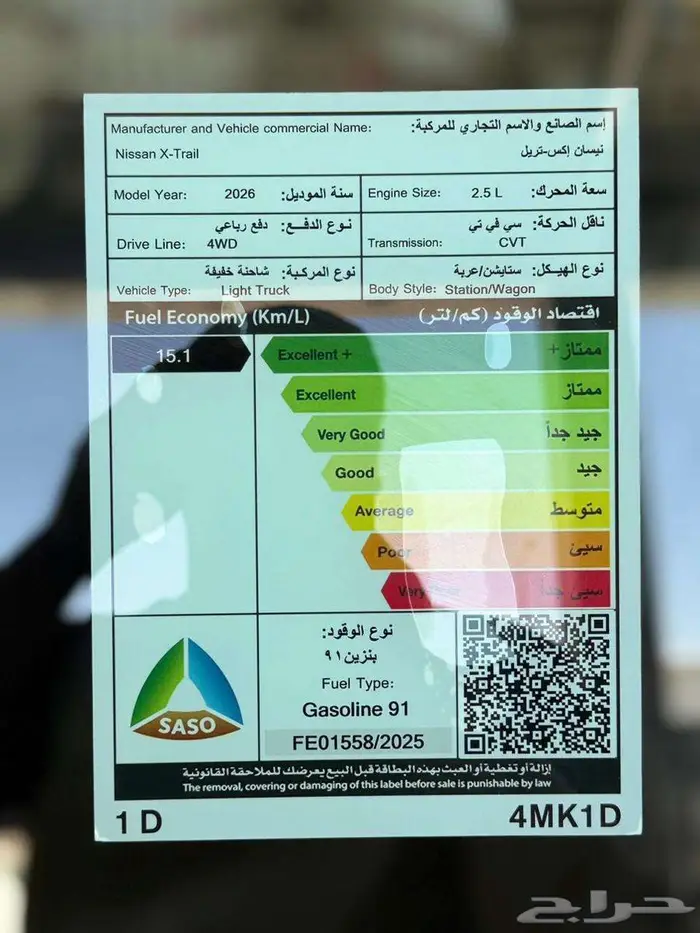 Manufacturer and Vehicle commercial Name: إسم الصانع والاسم التجاري للمركبة:
Nissan X-Trail نيسان إكس-تريل
Model Year: 2026 سنة الموديل:
Engine Size: 2.5 L سعة المحرك:
نوع الدفع: دفع رباعي
Drive Line: 4WD
ناقل الحركة: سي في تي
Transmission: CVT
نوع المركبة: شاحنة خفيفة
Vehicle Type: Light Truck
نوع الهيكل: ستايشن/عربة
Body Style: Station/Wagon
Fuel Economy (Km/L) اقتصاد الوقود (كم/لتر)
15.1
Excellent + ممتاز+
Excellent ممتاز
Very Good جيد جداً
Good جيد
Average متوسط
Poor سيئ
Very Poor سيئ جداً
SASO
نوع الوقود:
بنزين ٩١
Fuel Type:
Gasoline 91
FE01558/2025
إزالة أو تغطية أو العبث بهذه البطاقة قبل البيع يعرضك للملاحقة القانونية
The removal, covering or damaging of this label before sale is punishable by law
1 D 4MK1D
حراج